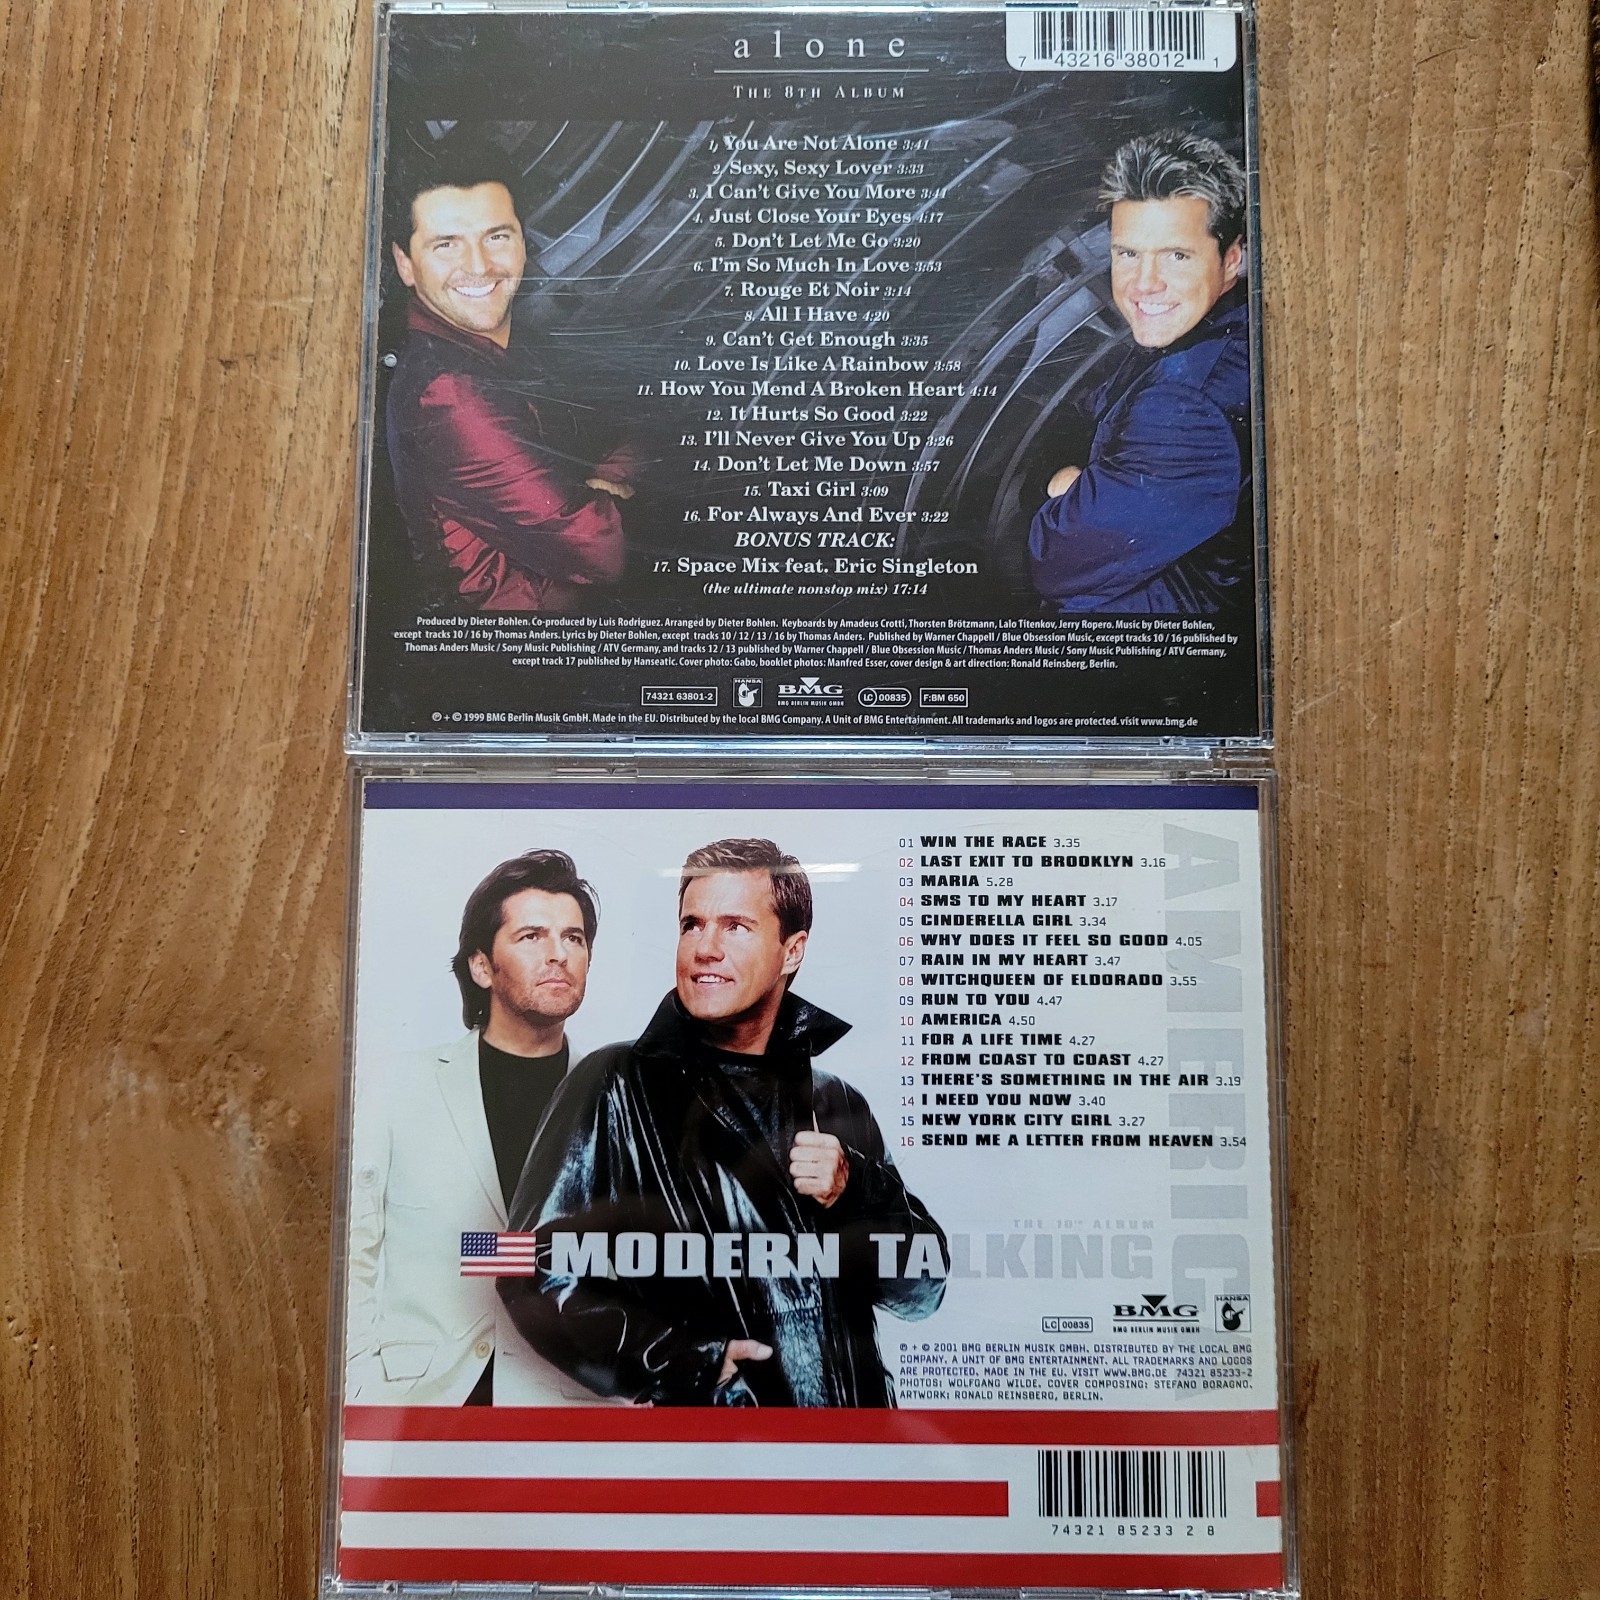 alone
THE 8TH ALBUM
7 43216 38012 1
1. You Are Not Alone 3:41
2. Sexy, Sexy Lover 3:33
3. I Can't Give You More 3:41
4. Just Close Your Eyes 4:17
5. Don't Let Me Go 3:20
6. I'm So Much In Love 3:53
7. Rouge Et Noir 3:14
8. All I Have 4:20
9. Can't Get Enough 3:35
10. Love Is Like A Rainbow 3:58
11. How You Mend A Broken Heart 4:14
12. It Hurts So Good 3:22
13. I'll Never Give You Up 3:26
14. Don't Let Me Down 3:57
15. Taxi Girl 3:09
16. For Always And Ever 3:22
BONUS TRACK:
17. Space Mix feat. Eric Singleton
(the ultimate nonstop mix) 17:14
Produced by Dieter Bohlen. Co-produced by Luis Rodriguez. Arranged by Dieter Bohlen. Keyboards by Amadeus Crotti, Thorsten Brötzmann, Lalo Titenkov, Jerry Ropero. Music by Dieter Bohlen,
except tracks 10 / 16 by Thomas Anders. Lyrics by Dieter Bohlen, except tracks 10 / 12 / 13 / 16 by Thomas Anders. Published by Warner Chappell / Blue Obsession Music, except tracks 10 / 16 published by
Thomas Anders Music / Sony Music Publishing / ATV Germany, and tracks 12 / 13 published by Warner Chappell / Blue Obsession Music / Thomas Anders Music / Sony Music Publishing / ATV Germany,
except track 17 published by Hanseatic. Cover photo: Gabo, booklet photos: Manfred Esser, cover design & art direction: Ronald Reinsberg, Berlin.
74321 63801-2 HANSA BMG BMG BERLIN MUSIK GMBH LC 00835 F:BM 650
℗ + © 1999 BMG Berlin Musik GmbH. Made in the EU. Distributed by the local BMG Company. A Unit of BMG Entertainment. All trademarks and logos are protected. visit www.bmg.de
01 WIN THE RACE 3.35
02 LAST EXIT TO BROOKLYN 3.16
03 MARIA 5.28
04 SMS TO MY HEART 3.17
05 CINDERELLA GIRL 3.34
06 WHY DOES IT FEEL SO GOOD 4.05
07 RAIN IN MY HEART 3.47
08 WITCHQUEEN OF ELDORADO 3.55
09 RUN TO YOU 4.47
10 AMERICA 4.50
11 FOR A LIFE TIME 4.27
12 FROM COAST TO COAST 4.27
13 THERE'S SOMETHING IN THE AIR 3.19
14 I NEED YOU NOW 3.40
15 NEW YORK CITY GIRL 3.27
16 SEND ME A LETTER FROM HEAVEN 3.54
AMERICA
THE 10TH ALBUM
MODERN TALKING
LC 00835 BMG BMG BERLIN MUSIK GMBH HANSA
℗ + © 2001 BMG BERLIN MUSIK GMBH. DISTRIBUTED BY THE LOCAL BMG
COMPANY. A UNIT OF BMG ENTERTAINMENT. ALL TRADEMARKS AND LOGOS
ARE PROTECTED. MADE IN THE EU. VISIT WWW.BMG.DE 74321 85233-2
PHOTOS: WOLFGANG WILDE. COVER COMPOSING: STEFANO BORAGNO.
ARTWORK: RONALD REINSBERG, BERLIN.
74321 85233 2 8